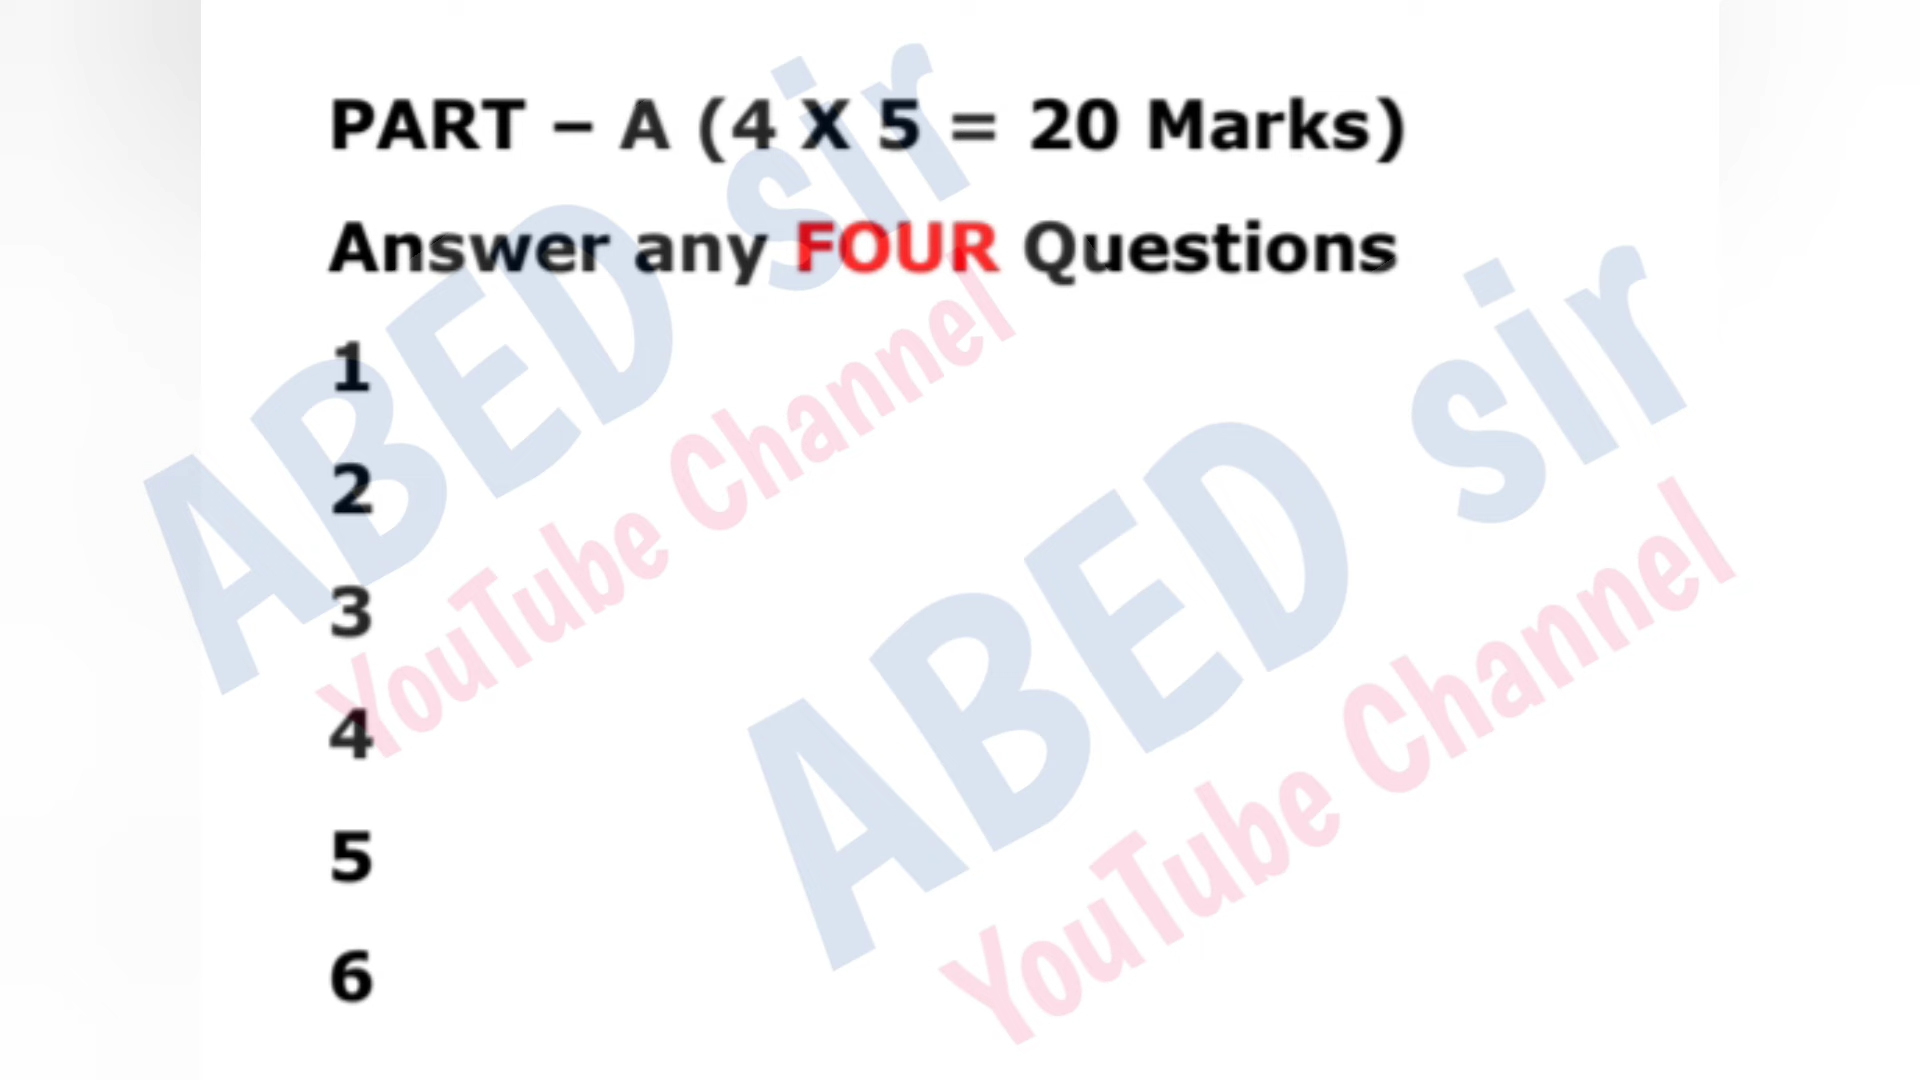 PART – A (4 X 5 = 20 Marks)
Answer any FOUR Questions
1
2
3
4
5
6
ABED sir
YouTube Channel
ABED sir
YouTube Channel